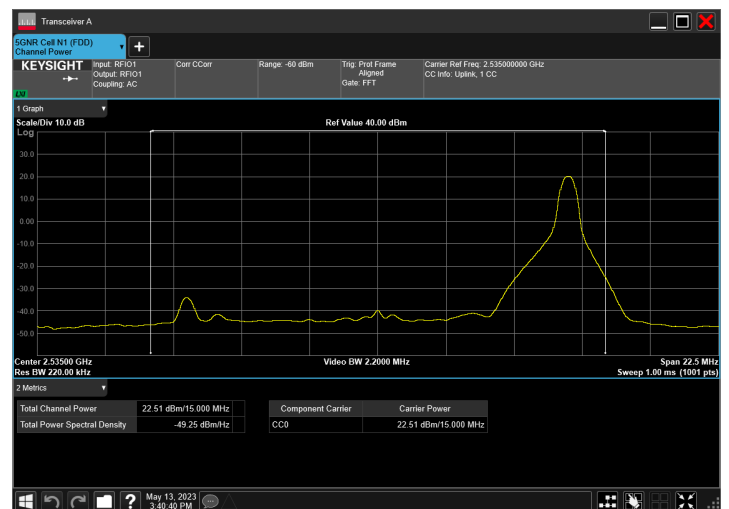 Transceiver A
5GNR Cell N1 (FDD)
Channel Power
KEYSIGHT
LXI
Input: RFIO1
Output: RFIO1
Coupling: AC
Corr CCorr
Range: -60 dBm
Trig: Prot Frame
Aligned
Gate: FFT
Carrier Ref Freq: 2.535000000 GHz
CC Info: Uplink, 1 CC
1 Graph
Scale/Div 10.0 dB
Ref Value 40.00 dBm
Log
30.0
20.0
10.0
0.00
-10.0
-20.0
-30.0
-40.0
-50.0
Center 2.53500 GHz
Video BW 2.2000 MHz
Span 22.5 MHz
Res BW 220.00 kHz
Sweep 1.00 ms (1001 pts)
2 Metrics
Total Channel Power 22.51 dBm/15.000 MHz
Total Power Spectral Density -49.25 dBm/Hz
Component Carrier Carrier Power
CC0 22.51 dBm/15.000 MHz
?
May 13, 2023
3:40:40 PM